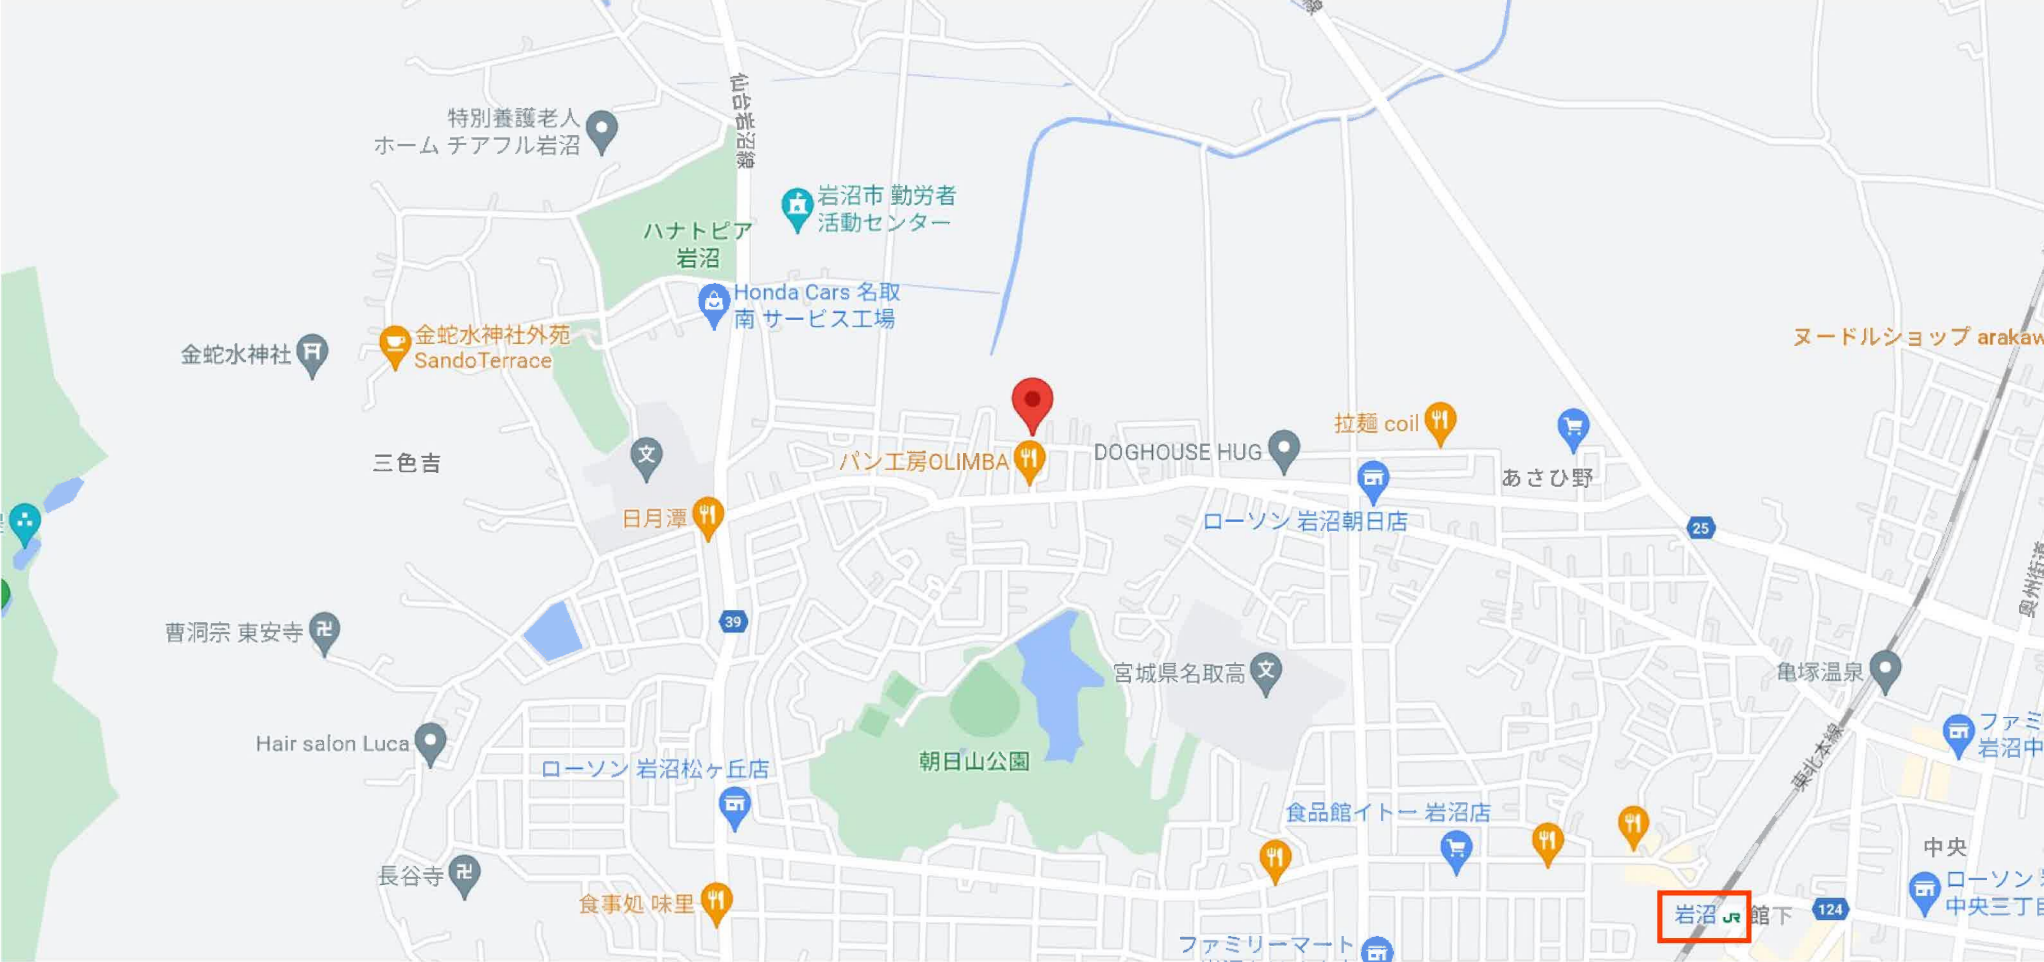 線
仙台岩沼線
特別養護老人
ホーム チアフル岩沼
岩沼市 勤労者
活動センター
ハナトピア
岩沼
Honda Cars 名取
南 サービス工場
金蛇水神社外苑
SandoTerrace
金蛇水神社
ヌードルショップ arakaw
拉麺 coil
DOGHOUSE HUG
パン工房OLIMBA
三色吉
文
あさひ野
日月潭
ローソン 岩沼朝日店
25
奥州街道
39
曹洞宗 東安寺
宮城県名取高
文
亀塚温泉
ファミ
岩沼中
東北本線
Hair salon Luca
朝日山公園
ローソン 岩沼松ヶ丘店
食品館イトー 岩沼店
中央
長谷寺
食事処 味里
ローソン
中央三丁目
岩沼 JR
館下
124
ファミリーマート